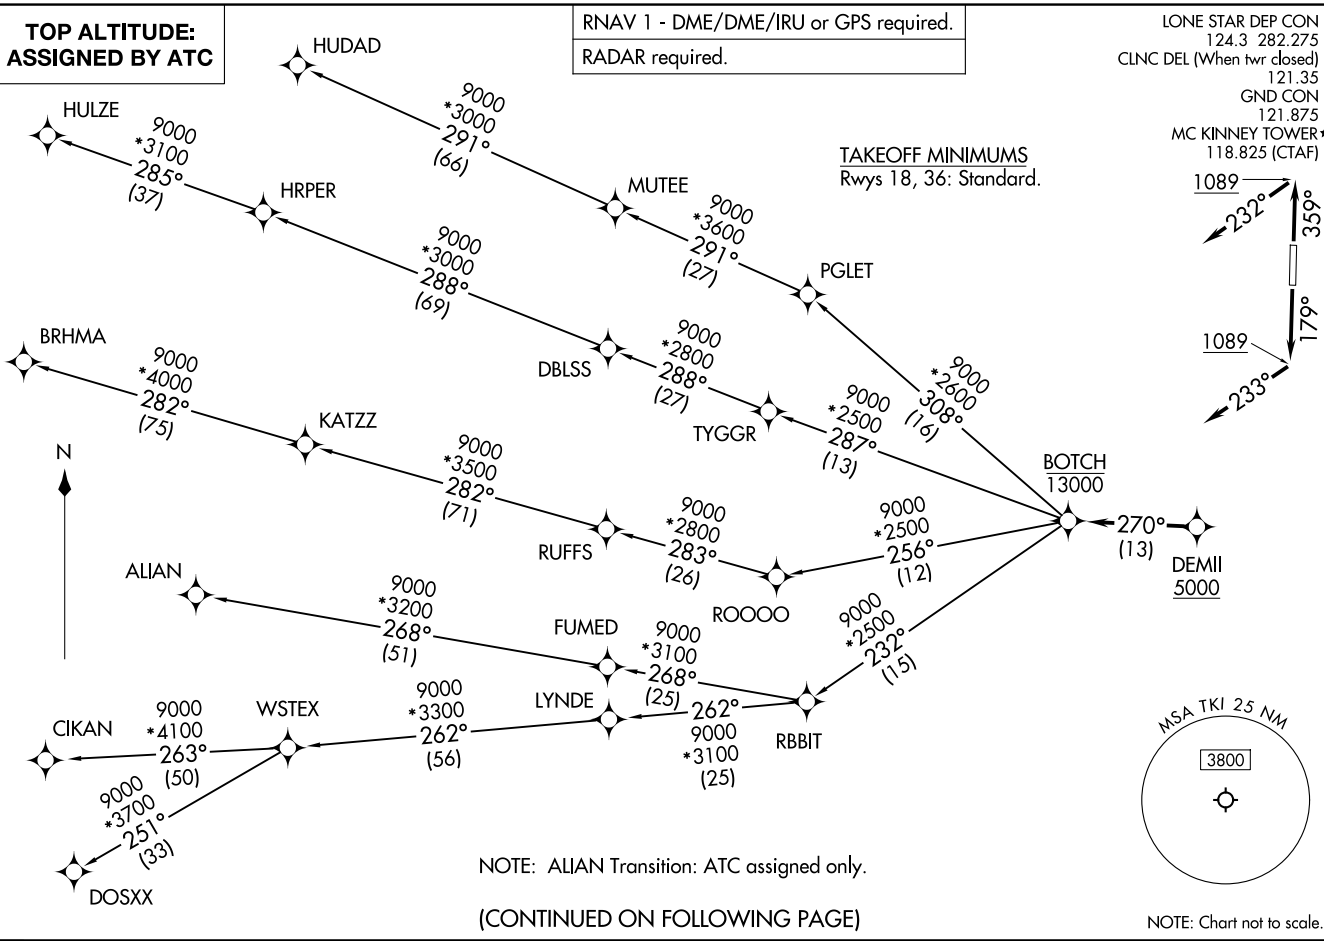 TOP ALTITUDE:
ASSIGNED BY ATC
RNAV 1 - DME/DME/IRU or GPS required.
RADAR required.
LONE STAR DEP CON
124.3 282.275
CLNC DEL (When twr closed)
121.35
GND CON
121.875
MC KINNEY TOWER★
118.825 (CTAF)
HUDAD
9000
*3000
291°
(66)
HULZE
9000
*3100
285°
(37)
HRPER
MUTEE
TAKEOFF MINIMUMS
Rwys 18, 36: Standard.
1089
232°
359°
9000
*3600
291°
(27)
PGLET
9000
*3000
288°
(69)
179°
1089
233°
BRHMA
9000
*4000
282°
(75)
DBLSS
9000
*2800
288°
(27)
TYGGR
9000
*2500
287°
(13)
9000
*2600
308°
(16)
N
KATZZ
9000
*3500
282°
(71)
BOTCH
13000
RUFFS
9000
*2800
283°
(26)
9000
*2500
256°
(12)
270°
(13)
DEMII
5000
ROOOO
ALIAN
9000
*3200
268°
(51)
FUMED
9000
*3100
268°
(25)
9000
*2500
232°
(15)
CIKAN
9000
*4100
263°
(50)
WSTEX
9000
*3300
262°
(56)
LYNDE
262°
9000
*3100
(25)
RBBIT
9000
*3700
251°
(33)
DOSXX
MSA TKI 25 NM
3800
NOTE: ALIAN Transition: ATC assigned only.
(CONTINUED ON FOLLOWING PAGE)
NOTE: Chart not to scale.